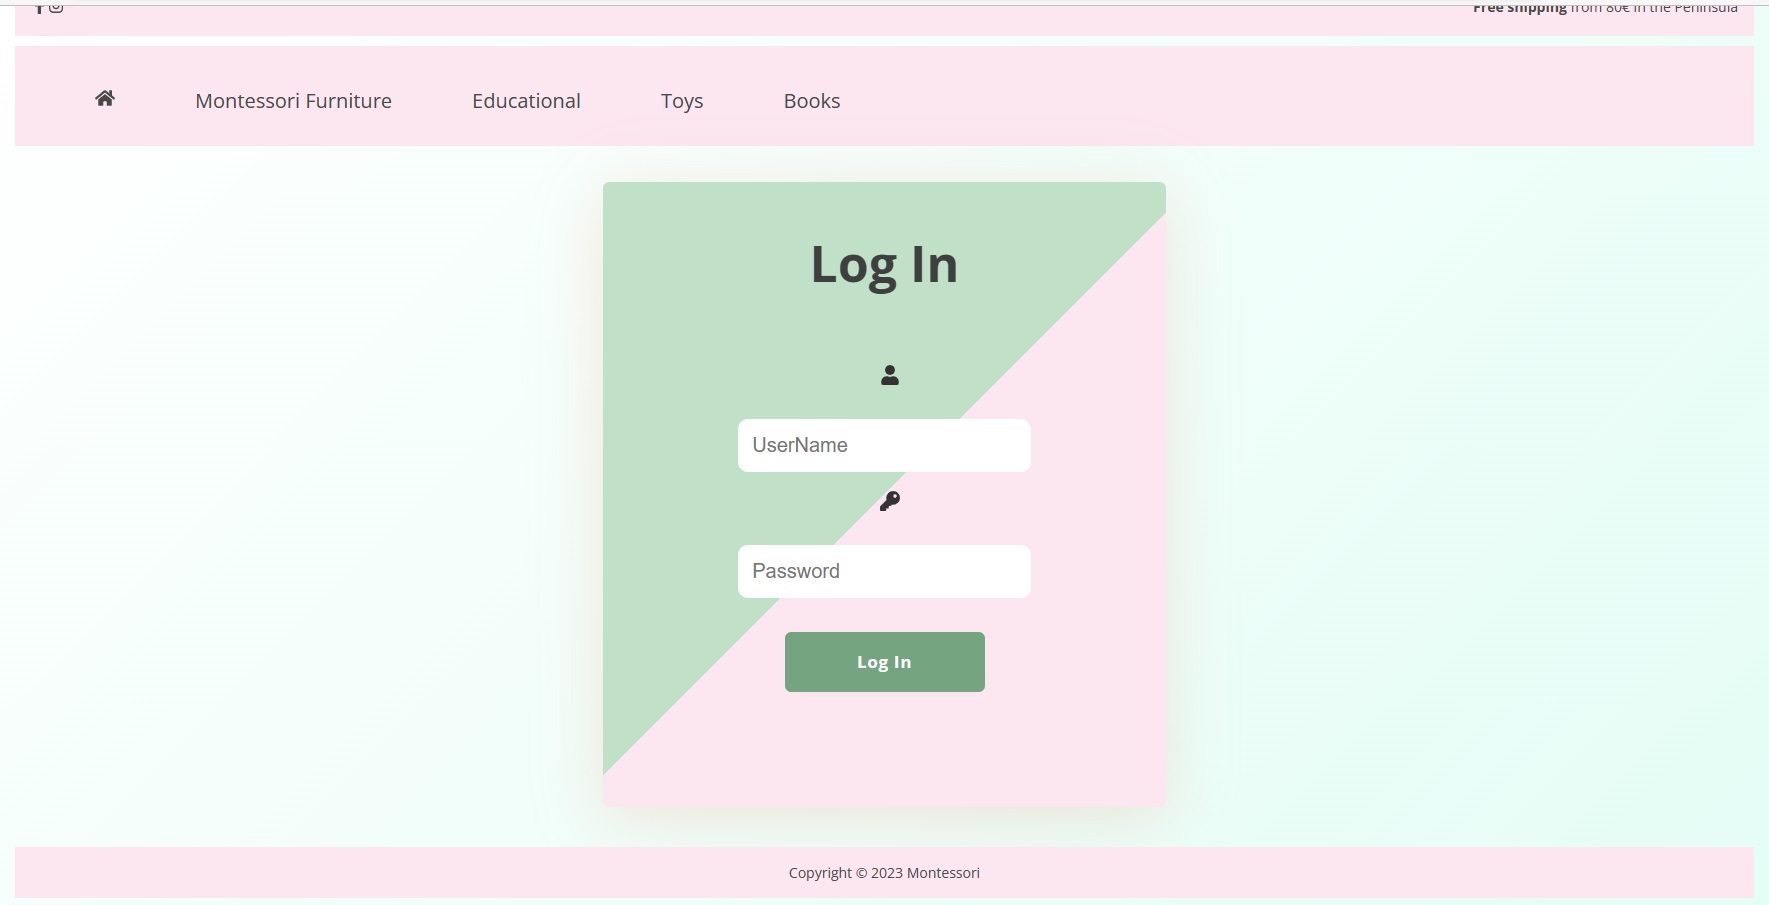 Free shipping from 80€ in the Peninsula
Montessori Furniture Educational Toys Books
Log In
UserName
Password
Log In
Copyright © 2023 Montessori